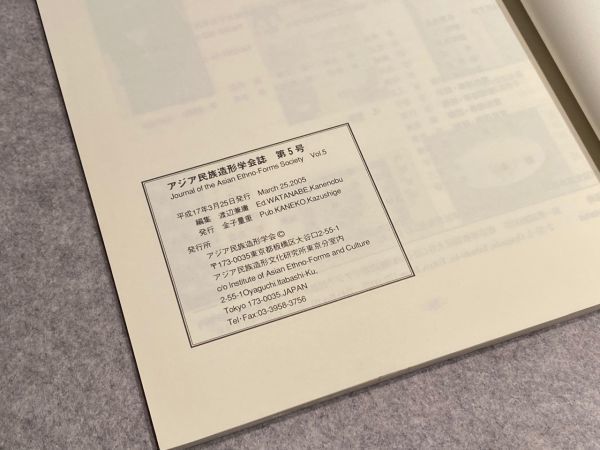 アジア民族造形学会誌 第5号
Journal of the Asian Ethno-Forms Society Vol.5
平成17年3月25日発行 March.25.2005
編集 渡辺兼庸 Ed.WATANABE,Kanenobu
発行 金子量重 Pub.KANEKO,Kazushige
発行所
アジア民族造形学会©
〒173-0035東京都板橋区大谷口2-55-1
アジア民族造形文化研究所東京分室内
c/o Institute of Asian Ethno-Forms and Culture
2-55-1Oyaguchi.Itabashi-Ku,
Tokyo 173-0035.JAPAN
Tel・Fax:03-3958-3756